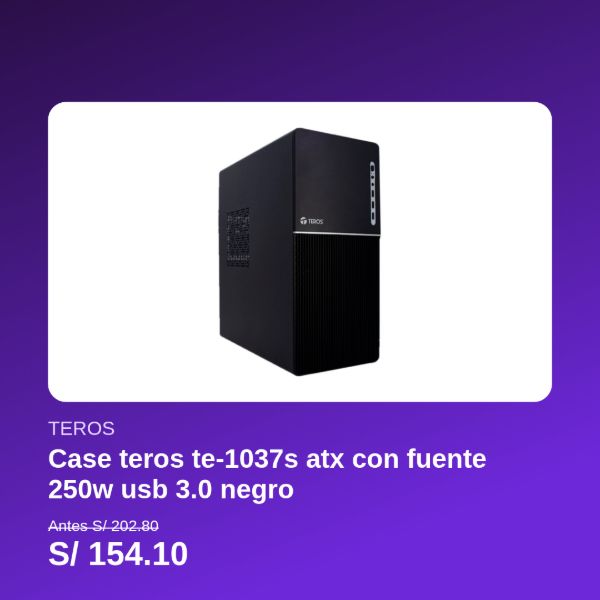 TEROS
TEROS
Case teros te-1037s atx con fuente
250w usb 3.0 negro
Antes S/ 202.80
S/ 154.10